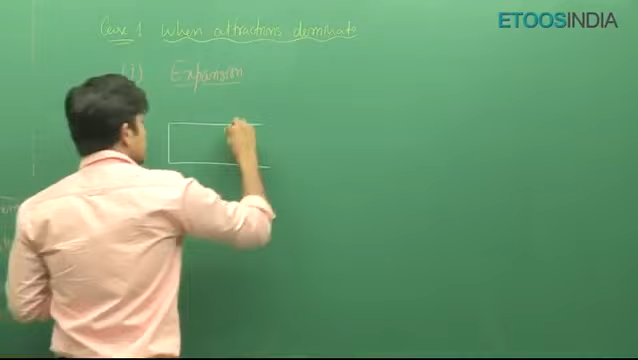 ETOOSINDIA
Case 1 when attractions dominate
(1) Expansion